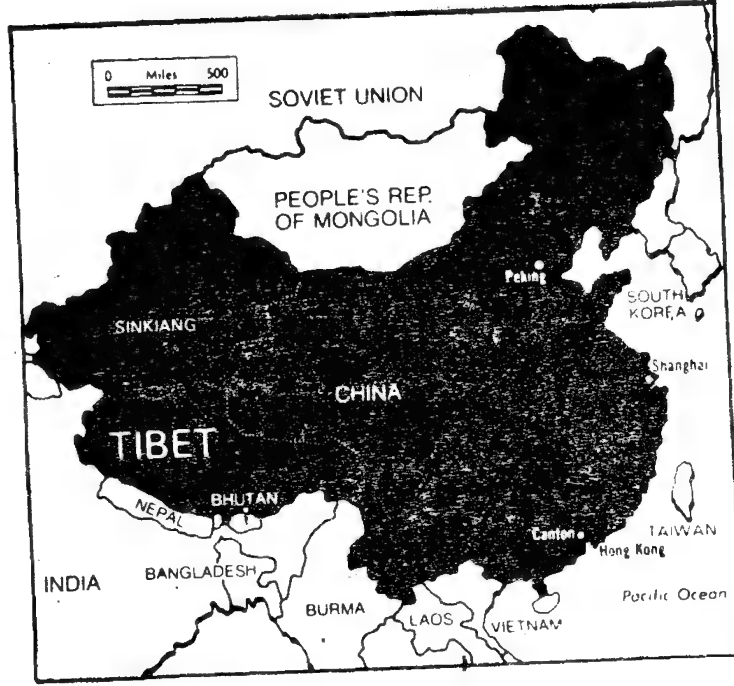 0 Miles 500
SOVIET UNION
PEOPLE'S REP.
OF MONGOLIA
Peking
SOUTH
KOREA
SINKIANG
Shanghai
CHINA
TIBET
NEPAL
BHUTAN
Canton
TAIWAN
Hong Kong
INDIA
BANGLADESH
BURMA
LAOS
VIETNAM
Pacific Ocean